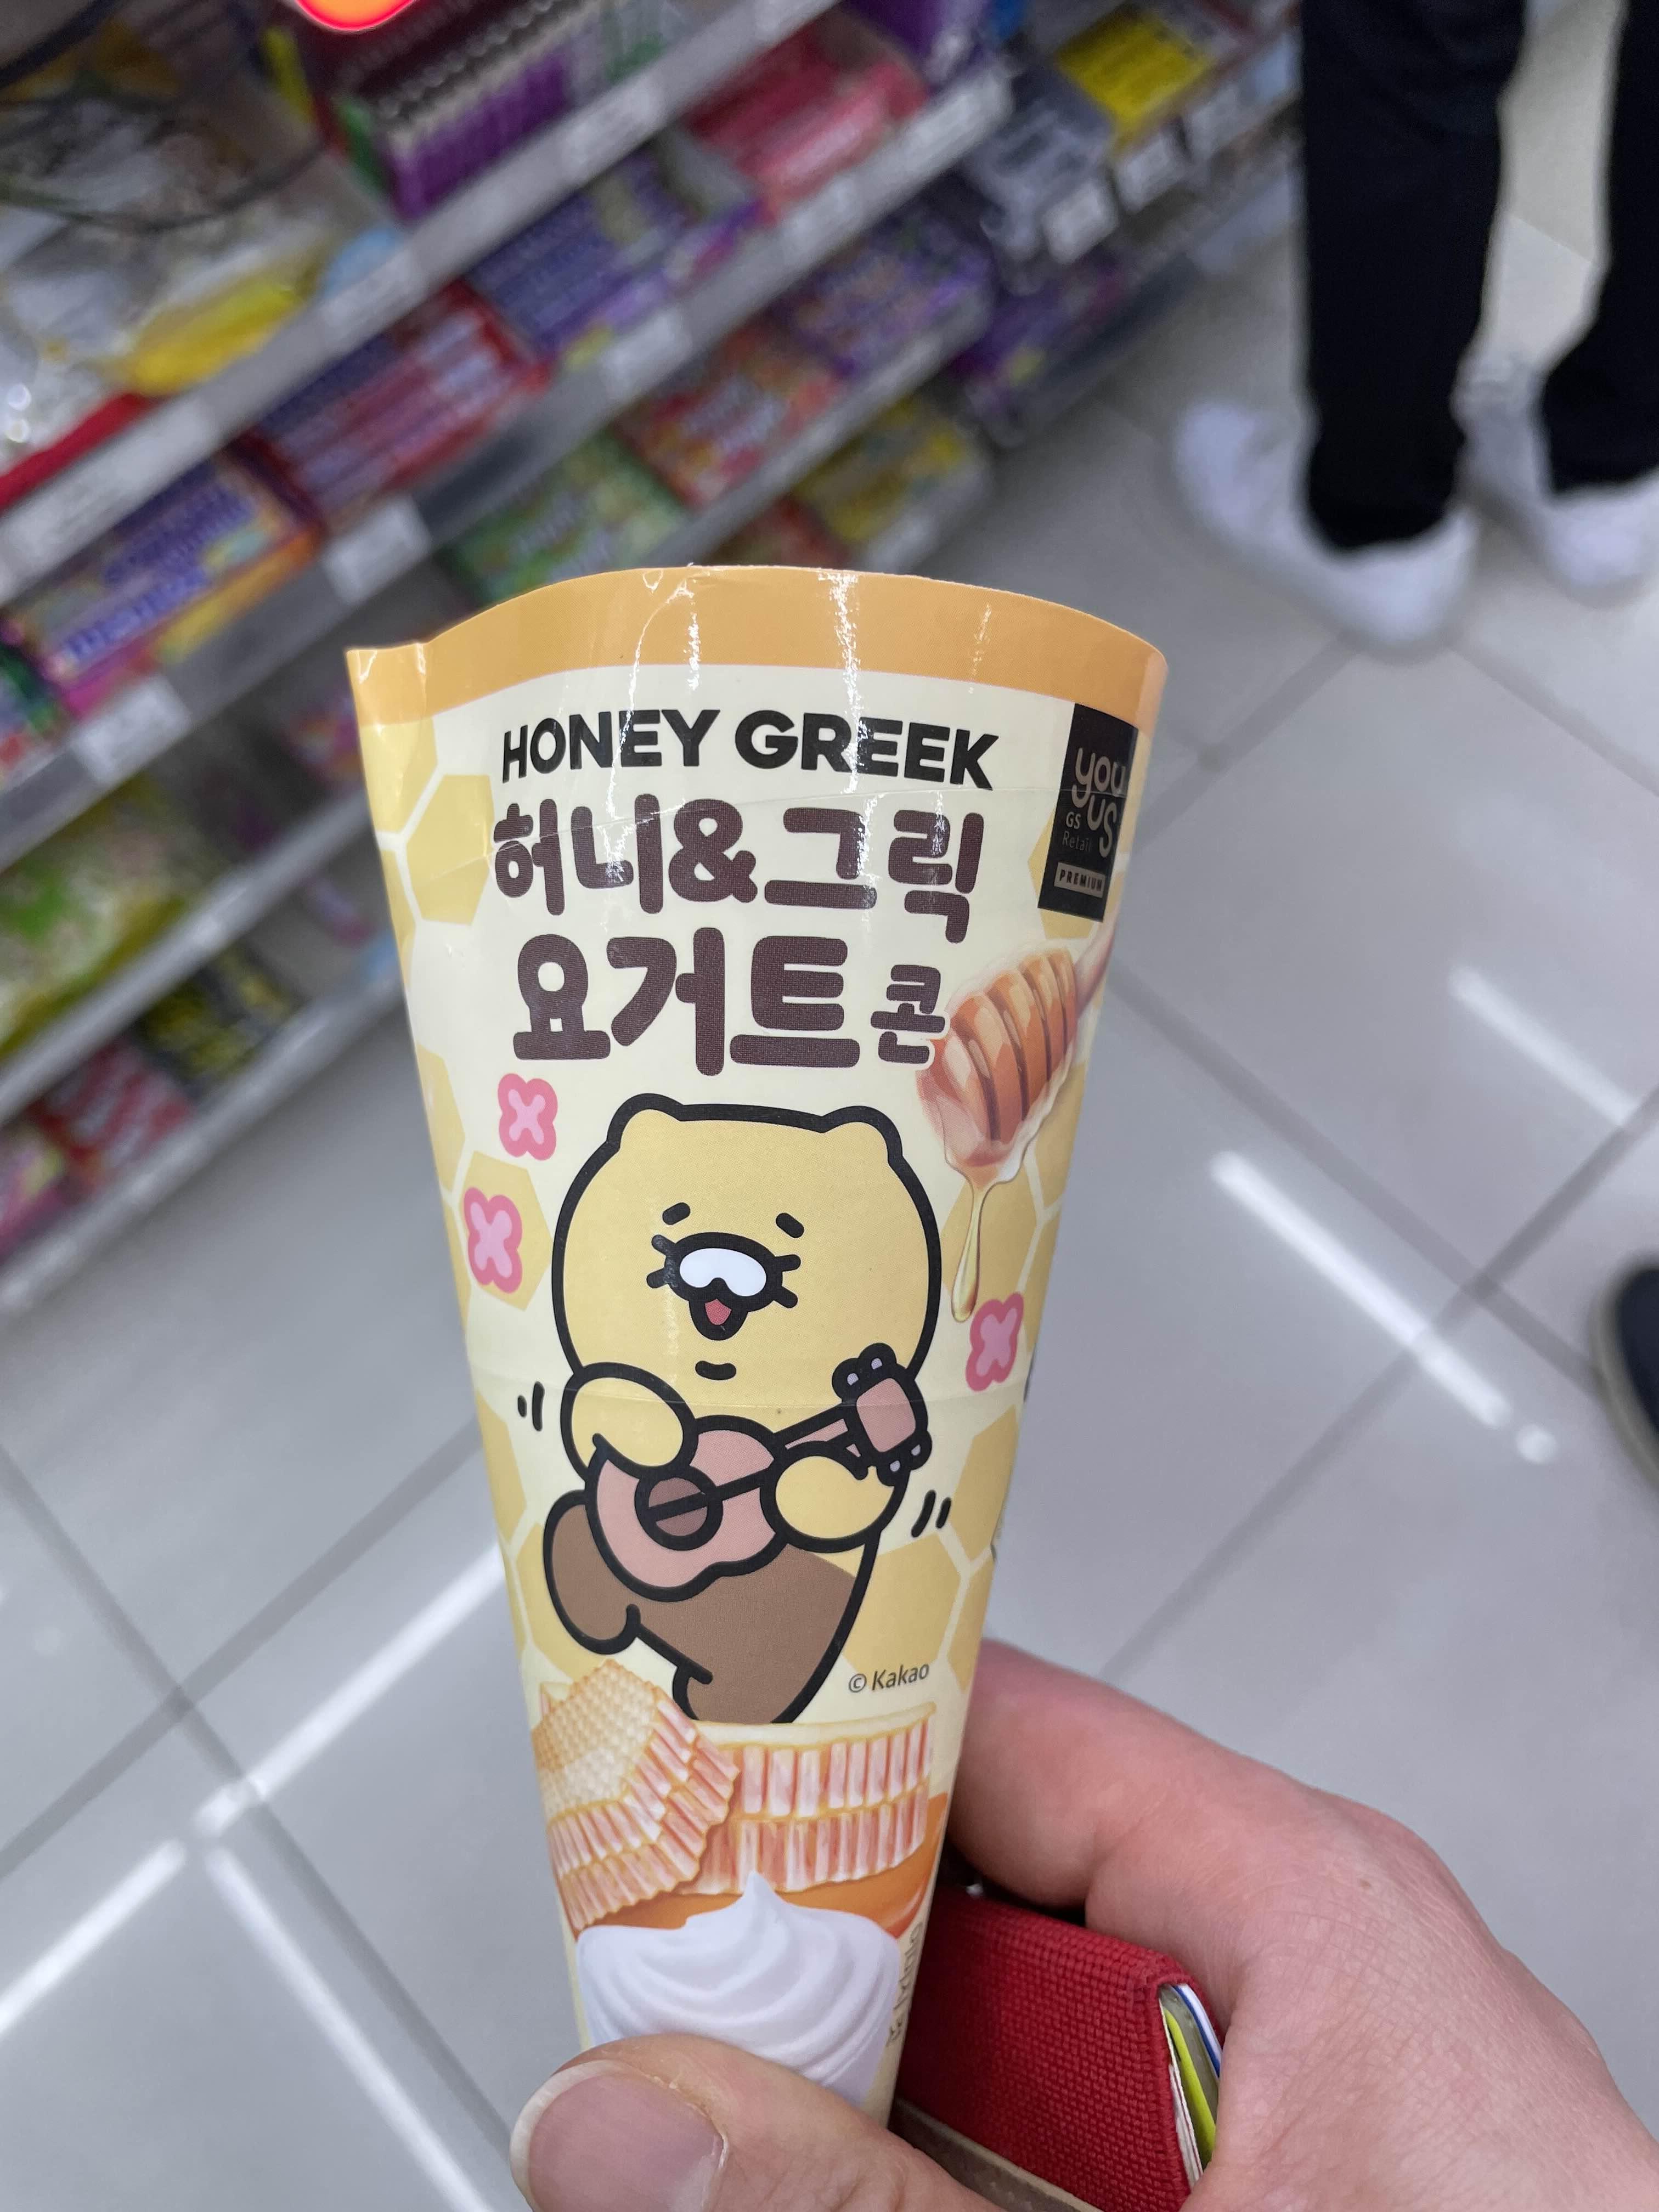 HONEY GREEK
허니&그릭
요거트 콘
you
us
GS
Retail
PREMIUM
© Kakao